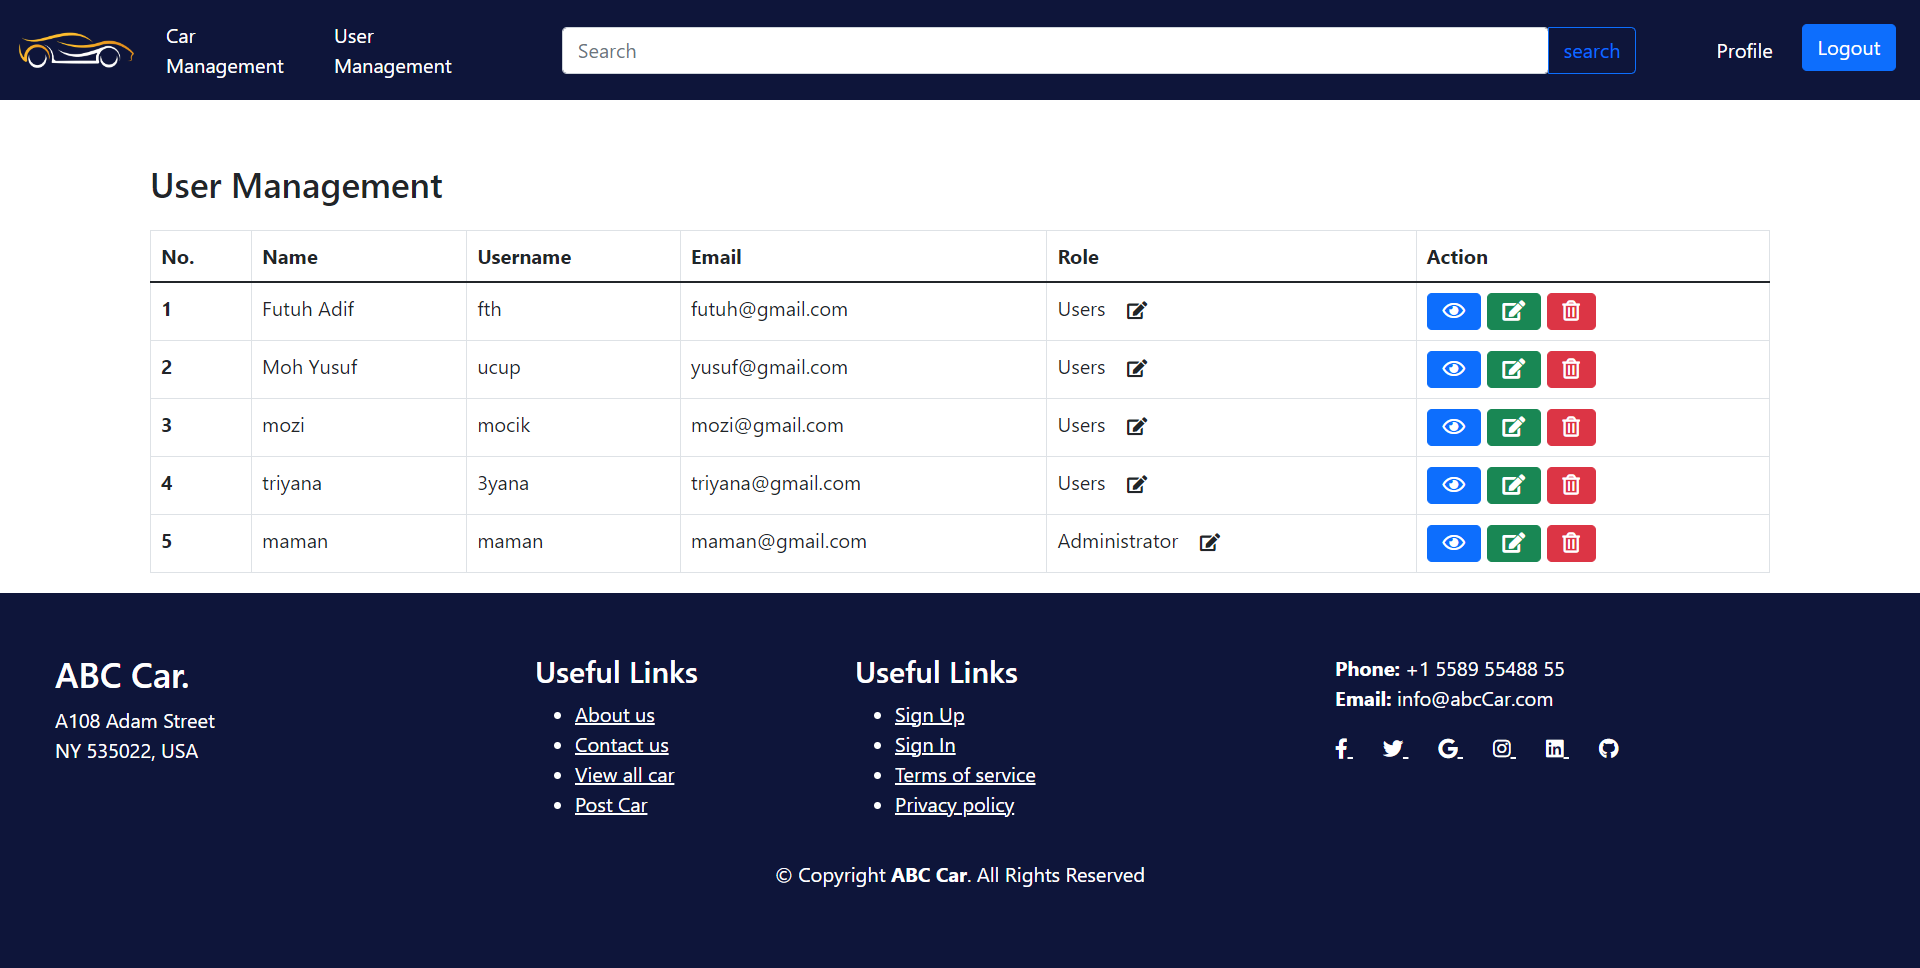 Car Management
User Management
Search
search
Profile
Logout
User Management
No. Name Username Email Role Action
1 Futuh Adif fth futuh@gmail.com Users
2 Moh Yusuf ucup yusuf@gmail.com Users
3 mozi mocik mozi@gmail.com Users
4 triyana 3yana triyana@gmail.com Users
5 maman maman maman@gmail.com Administrator
ABC Car.
A108 Adam Street
NY 535022, USA
Useful Links
About us
Contact us
View all car
Post Car
Useful Links
Sign Up
Sign In
Terms of service
Privacy policy
Phone: +1 5589 55488 55
Email: info@abcCar.com
© Copyright ABC Car. All Rights Reserved